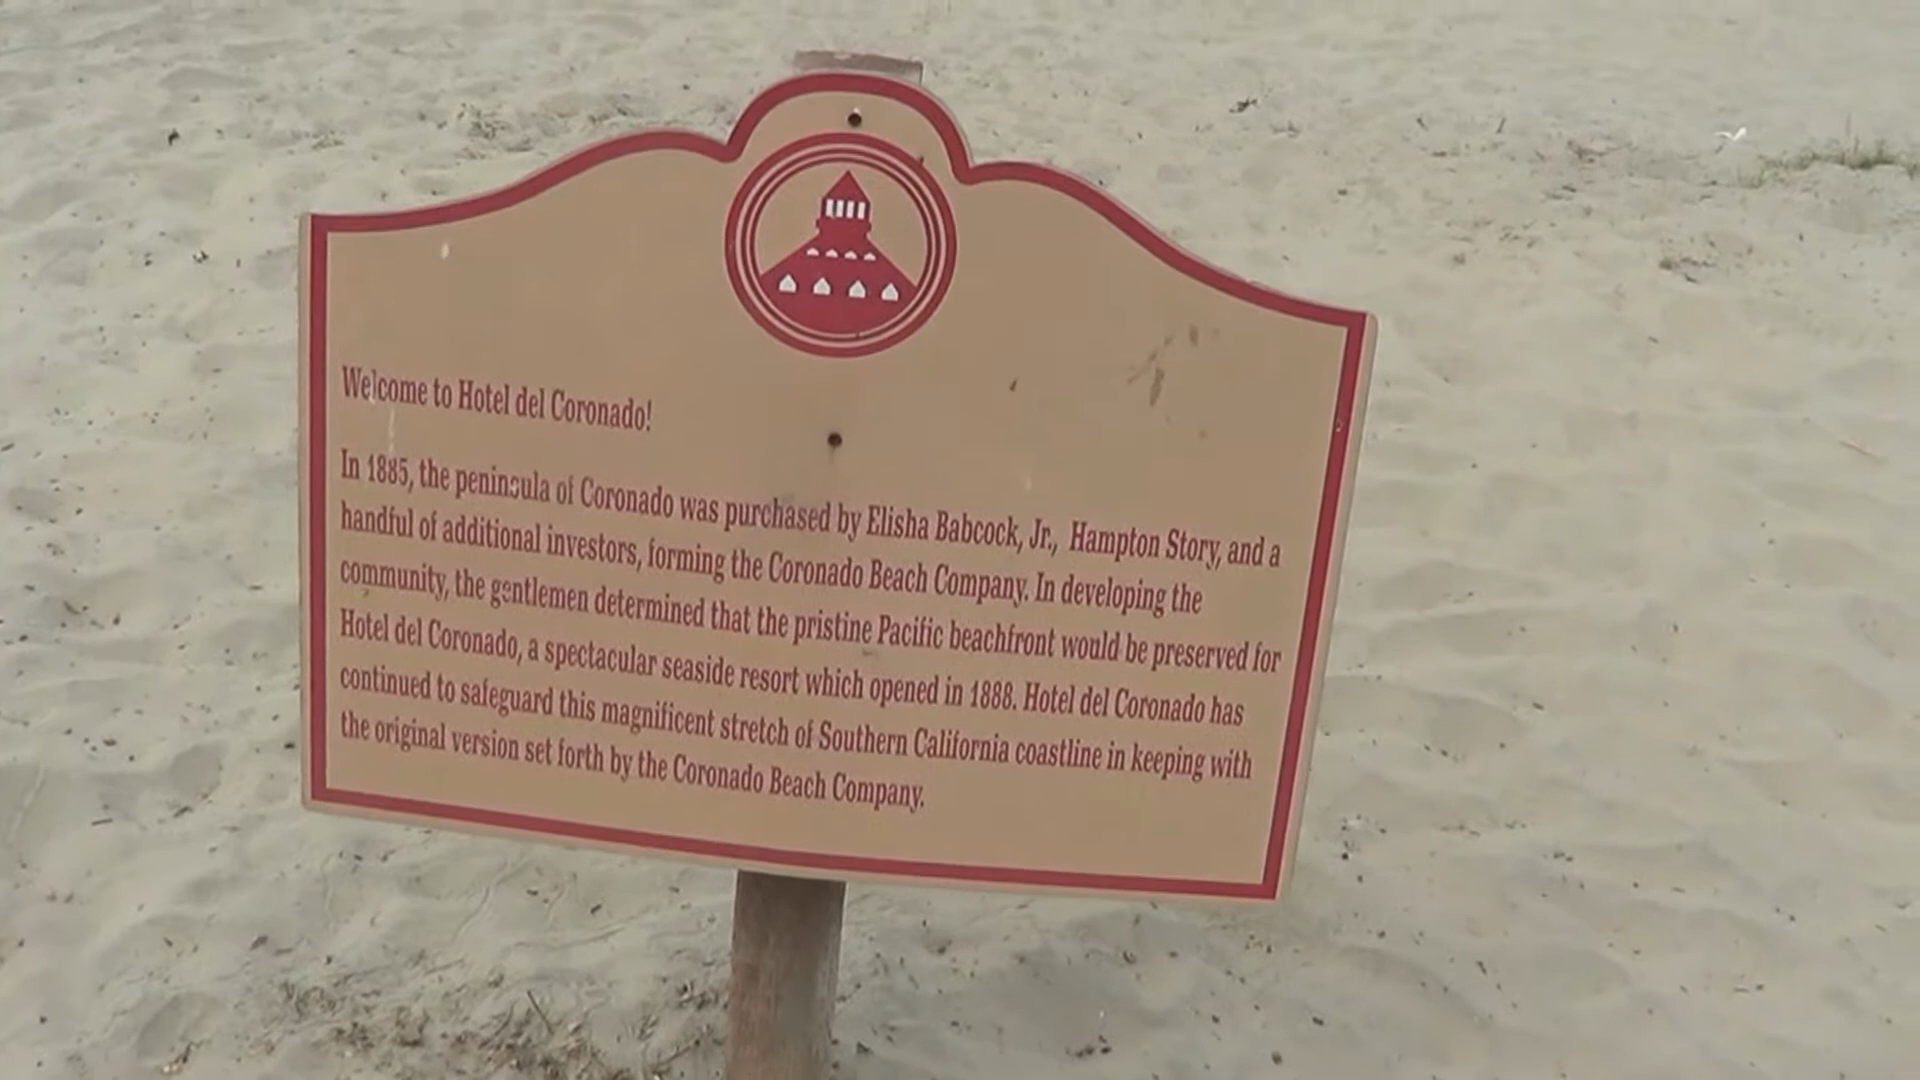 Welcome to Hotel del Coronado!
In 1885, the peninsula of Coronado was purchased by Elisha Babcock, Jr., Hampton Story, and a
handful of additional investors, forming the Coronado Beach Company. In developing the
community, the gentlemen determined that the pristine Pacific beachfront would be preserved for
Hotel del Coronado, a spectacular seaside resort which opened in 1888. Hotel del Coronado has
continued to safeguard this magnificent stretch of Southern California coastline in keeping with
the original version set forth by the Coronado Beach Company.